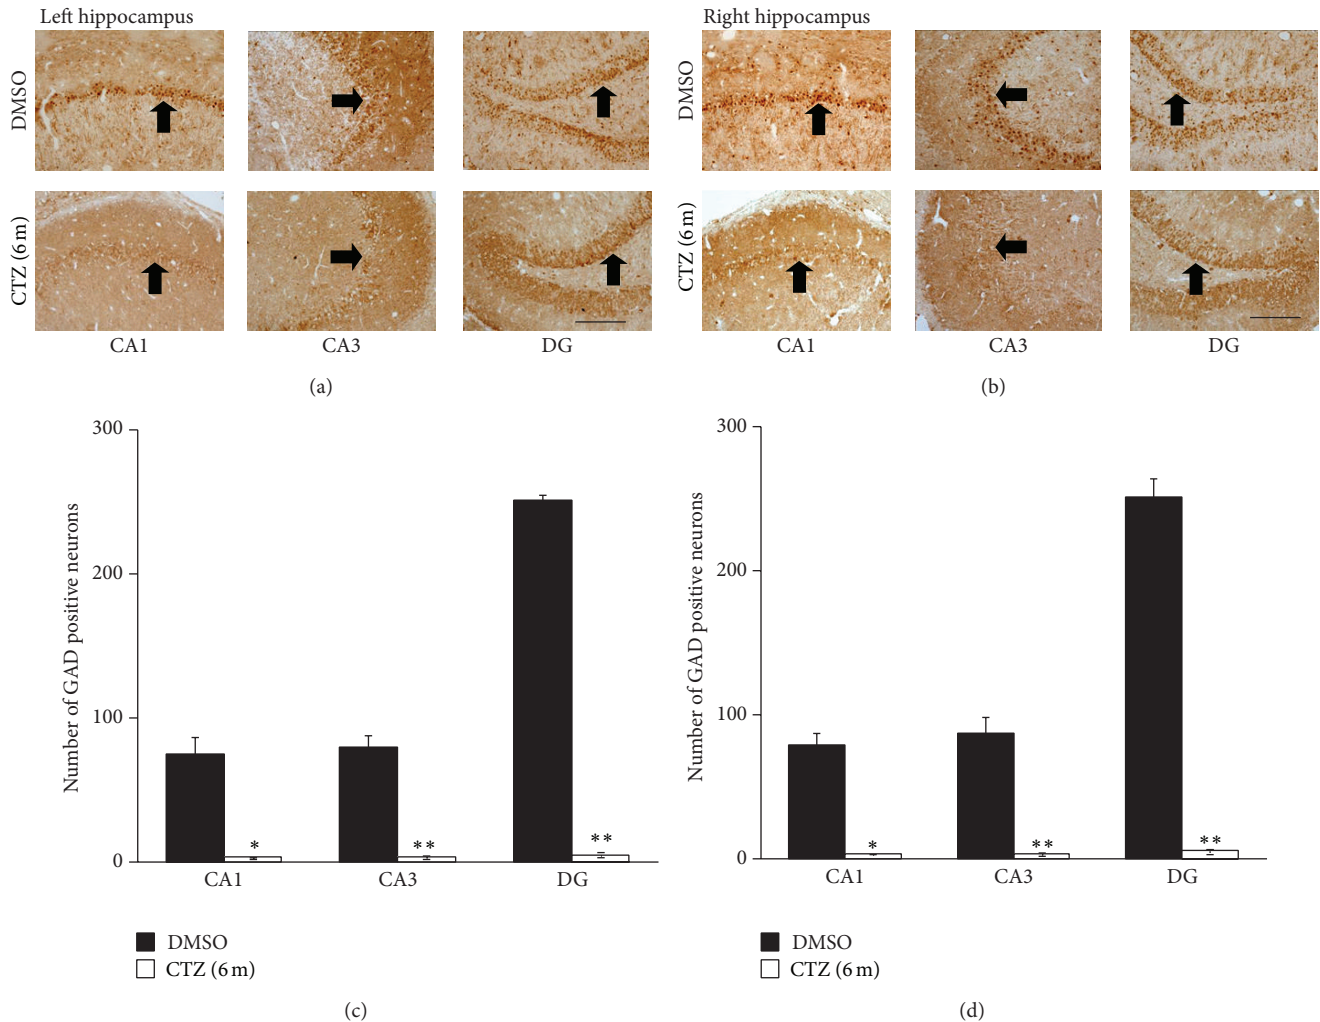 Left hippocampus
Right hippocampus
DMSO
DMSO
CTZ (6 m)
CTZ (6 m)
CA1
CA3
DG
CA1
CA3
DG
(a)
(b)
Number of GAD positive neurons
300
200
100
0
*
**
**
CA1
CA3
DG
DMSO
CTZ (6 m)
(c)
Number of GAD positive neurons
300
200
100
0
*
**
**
CA1
CA3
DG
DMSO
CTZ (6 m)
(d)